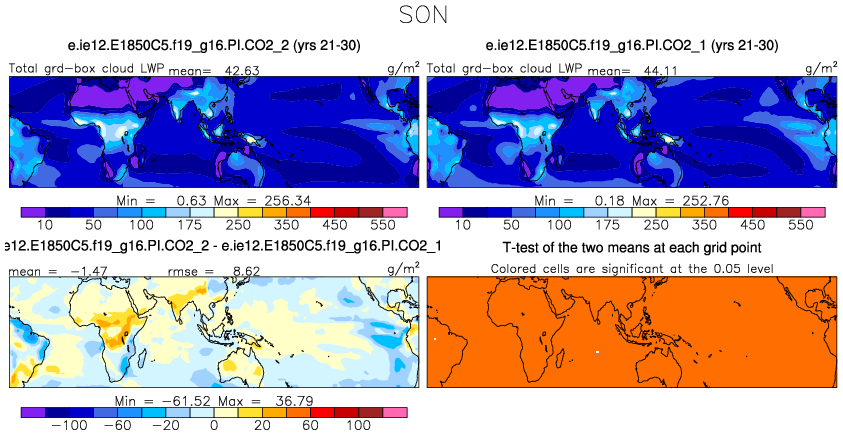 SON
e.ie12.E1850C5.f19_g16.PI.CO2_2 (yrs 21-30)
Total grd-box cloud LWP mean= 42.63 g/m²
Min = 0.63 Max = 256.34
10 50 100 175 250 350 450 550
e.ie12.E1850C5.f19_g16.PI.CO2_1 (yrs 21-30)
Total grd-box cloud LWP mean= 44.11 g/m²
Min = 0.18 Max = 252.76
10 50 100 175 250 350 450 550
e12.E1850C5.f19_g16.PI.CO2_2 - e.ie12.E1850C5.f19_g16.PI.CO2_1
mean = -1.47 rmse = 8.62 g/m²
Min = -61.52 Max = 36.79
-100 -60 -20 0 20 60 100
T-test of the two means at each grid point
Colored cells are significant at the 0.05 level